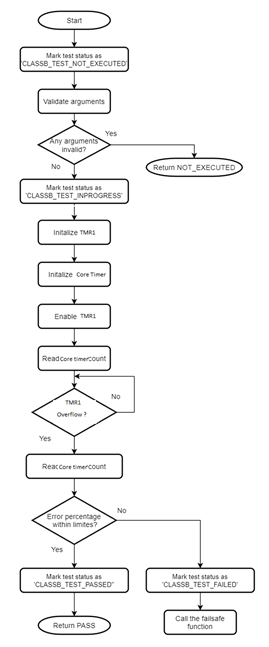 Start
Mark test status as
'CLASSB_TEST_NOT_EXECUTED'
Validate arguments
Any arguments
invalid?
Yes
No
Return NOT_EXECUTED
Mark test status as
'CLASSB_TEST_INPROGRESS'
Initalize TMR1
Initalize Core Timer
Enable TMR1
Read Core timer count
TMR1
Overflow ?
No
Yes
Read Core timer count
Error percentage
within limites?
No
Yes
Mark test status as
"CLASSB_TEST_PASSED"
Mark test status as
'CLASSB_TEST_FAILED'
Return PASS
Call the failsafe
function